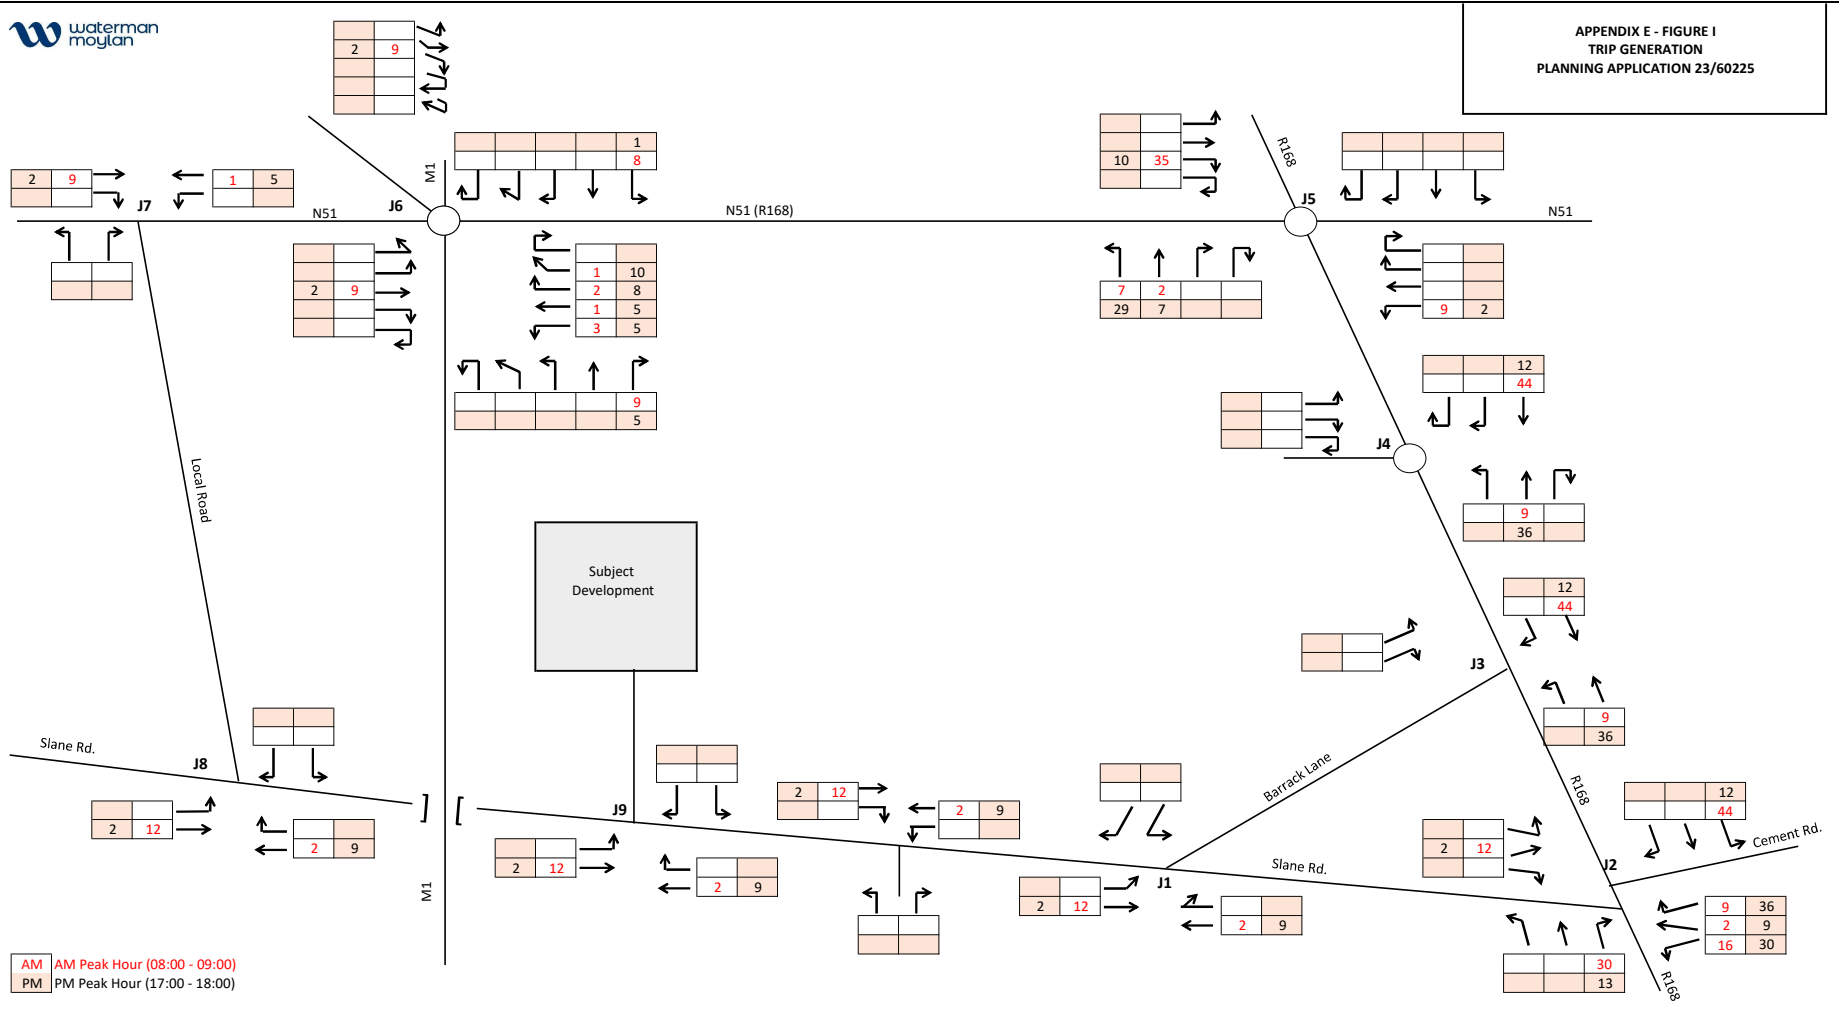 waterman
moylan
APPENDIX E - FIGURE I
TRIP GENERATION
PLANNING APPLICATION 23/60225
2 9
1
8
M1
10 35
R168
2 9
1 5
J7
N51
J6
N51 (R168)
J5
N51
2 9
1 10
2 8
1 5
3 5
7 2
29 7
9 2
9
5
12
44
J4
Local Road
9
36
Subject
Development
12
44
J3
9
36
Slane Rd.
J8
2 12
2 9
]
[
M1
J9
2 12
2 9
2 12
2 9
Barrack Lane
J1
2 12
2 9
Slane Rd.
R168
12
44
Cement Rd.
2 12
J2
9 36
2 9
16 30
30
13
R168
AM AM Peak Hour (08:00 - 09:00)
PM PM Peak Hour (17:00 - 18:00)